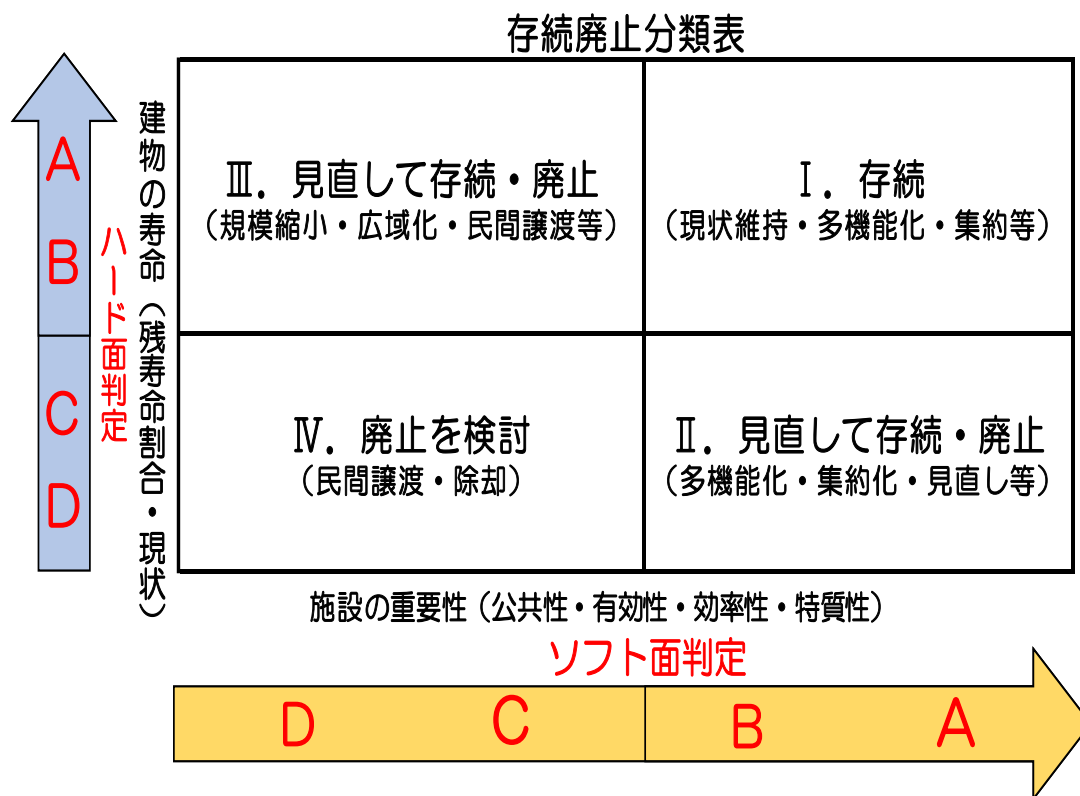 存続廃止分類表
A
B
C
D
ハード面判定
建物の寿命（残寿命割合・現状）
Ⅲ．見直して存続・廃止
（規模縮小・広域化・民間譲渡等）
Ⅰ．存続
（現状維持・多機能化・集約等）
Ⅳ．廃止を検討
（民間譲渡・除却）
Ⅱ．見直して存続・廃止
（多機能化・集約化・見直し等）
施設の重要性（公共性・有効性・効率性・特質性）
ソフト面判定
D C B A